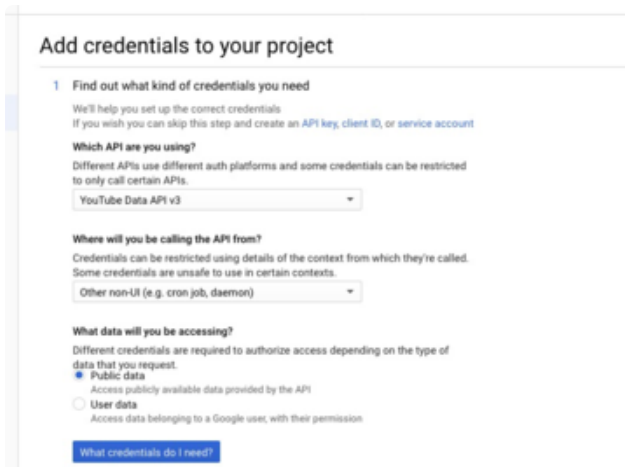 Add credentials to your project
1 Find out what kind of credentials you need
We'll help you set up the correct credentials
If you wish you can skip this step and create an API key, client ID, or service account
Which API are you using?
Different APIs use different auth platforms and some credentials can be restricted
to only call certain APIs.
YouTube Data API v3
Where will you be calling the API from?
Credentials can be restricted using details of the context from which they're called.
Some credentials are unsafe to use in certain contexts.
Other non-UI (e.g. cron job, daemon)
What data will you be accessing?
Different credentials are required to authorize access depending on the type of
data that you request.
Public data
Access publicly available data provided by the API
User data
Access data belonging to a Google user, with their permission
What credentials do I need?